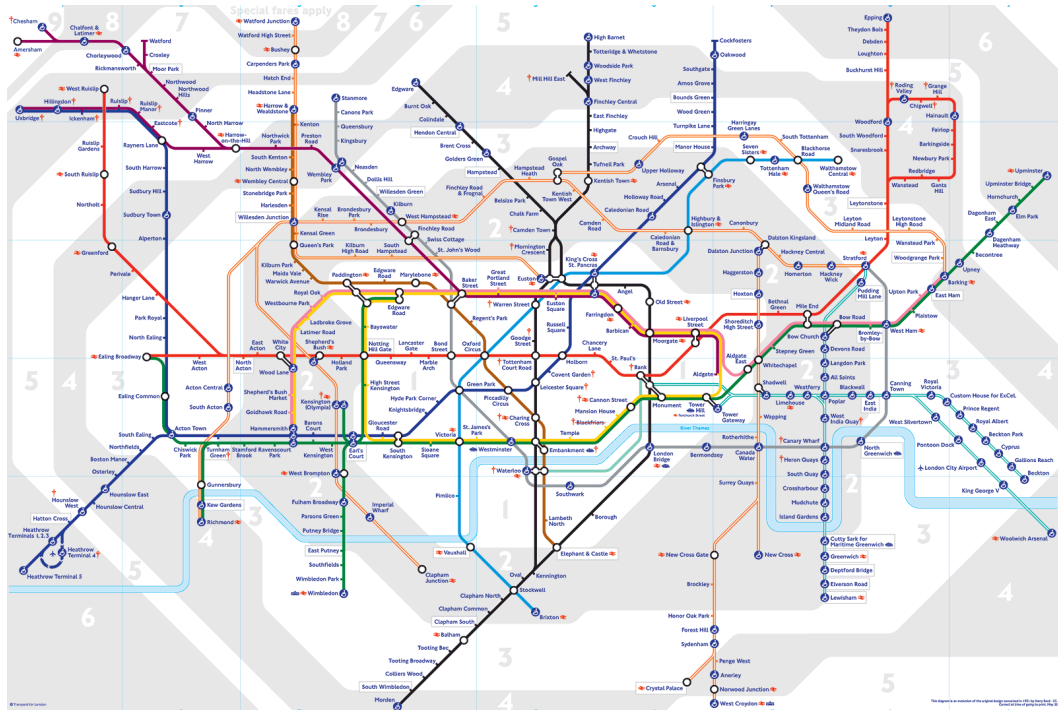 Special fares apply
9
8
7
8
7
6
5
6
†Chesham
Chalfont &
Latimer
Amersham
Chorleywood
Rickmansworth
Watford
Croxley
Moor Park
Northwood
Northwood
Hills
Pinner
North Harrow
Harrow-
on-the-Hill
Northwick
Park
Preston
Road
Wembley
Park
West
Harrow
Rayners Lane
Eastcote
Ruislip
Manor
Ruislip
Ickenham
Hillingdon
Uxbridge
West Ruislip
Ruislip
Gardens
South Ruislip
Northolt
Greenford
Perivale
Hanger Lane
South Harrow
Sudbury Hill
Sudbury Town
Alperton
Park Royal
North Ealing
Ealing Broadway
Ealing Common
West
Acton
North
Acton
East
Acton
White
City
Shepherd's
Bush
Holland
Park
Notting
Hill Gate
Queensway
Lancaster
Gate
Marble
Arch
Bond
Street
Oxford
Circus
Tottenham
Court Road
Holborn
Chancery
Lane
St. Paul's
Bank
Liverpool
Street
Bethnal
Green
Mile End
Stratford
Leyton
Leytonstone
Snaresbrook
South Woodford
Woodford
Buckhurst Hill
Loughton
Debden
Theydon Bois
Epping
Roding
Valley
Chigwell
Grange
Hill
Hainault
Fairlop
Barkingside
Newbury Park
Gants
Hill
Redbridge
Wanstead
Watford Junction
Watford High Street
Bushey
Carpenders Park
Hatch End
Headstone Lane
Harrow &
Wealdstone
Kenton
South Kenton
North Wembley
Wembley Central
Stonebridge Park
Harlesden
Willesden Junction
Kensal Green
Queen's Park
Kilburn Park
Maida Vale
Warwick Avenue
Paddington
Edgware
Road
Marylebone
Baker
Street
Regent's Park
Stanmore
Canons Park
Queensbury
Kingsbury
Neasden
Dollis Hill
Willesden Green
Kilburn
West Hampstead
Finchley Road
Swiss Cottage
St. John's Wood
Kensal
Rise
Brondesbury
Park
Brondesbury
Kilburn
High Road
South
Hampstead
Finchley Road
& Frognal
Hampstead
Heath
Gospel
Oak
Kentish
Town West
Camden
Road
Caledonian
Road &
Barnsbury
Highbury &
Islington
Canonbury
Dalston Kingsland
Dalston Junction
Hackney Central
Homerton
Hackney
Wick
Edgware
Burnt Oak
Colindale
Hendon Central
Brent Cross
Golders Green
Hampstead
Belsize Park
Chalk Farm
Camden Town
Mornington
Crescent
Euston
High Barnet
Totteridge & Whetstone
Woodside Park
West Finchley
Mill Hill East
Finchley Central
East Finchley
Highgate
Archway
Tufnell Park
Kentish Town
Cockfosters
Oakwood
Southgate
Arnos Grove
Bounds Green
Wood Green
Turnpike Lane
Manor House
Finsbury
Park
Arsenal
Holloway Road
Caledonian Road
King's Cross
St. Pancras
Crouch Hill
Upper Holloway
Harringay
Green Lanes
South Tottenham
Seven
Sisters
Tottenham
Hale
Blackhorse
Road
Walthamstow
Central
Walthamstow
Queen's Road
Leyton
Midland Road
Leytonstone
High Road
Wanstead Park
Woodgrange Park
Upminster
Upminster Bridge
Hornchurch
Elm Park
Dagenham
East
Dagenham
Heathway
Becontree
Upney
Barking
East Ham
Upton Park
Plaistow
West Ham
Bromley-
by-Bow
Bow Road
Bow Church
Pudding
Mill Lane
Stepney Green
Whitechapel
Aldgate
East
Aldgate
Tower
Hill
Fenchurch Street
Tower
Gateway
Monument
Cannon Street
Mansion House
Blackfriars
Temple
Embankment
Westminster
St. James's
Park
Victoria
Sloane
Square
South
Kensington
Gloucester
Road
Earl's
Court
High Street
Kensington
Bayswater
Edgware
Road
Great
Portland
Street
Warren Street
Euston
Square
Farringdon
Barbican
Moorgate
Old Street
Angel
Russell
Square
Goodge
Street
Covent Garden
Leicester Square
Piccadilly
Circus
Charing
Cross
Green Park
Hyde Park Corner
Knightsbridge
Royal Oak
Westbourne Park
Ladbroke Grove
Latimer Road
Wood Lane
Shepherd's Bush
Market
Goldhawk Road
Hammersmith
Barons
Court
West
Kensington
Kensington
(Olympia)
Ravenscourt
Park
Stamford
Brook
Turnham
Green
Chiswick
Park
Acton
Town
Acton Central
South Acton
Gunnersbury
Kew Gardens
Richmond
South Ealing
Northfields
Boston Manor
Osterley
Hounslow East
Hounslow Central
Hounslow
West
Hatton Cross
Heathrow
Terminals 1, 2, 3
Heathrow
Terminal 4
Heathrow Terminal 5
West Brompton
Fulham Broadway
Parsons Green
Putney Bridge
East Putney
Southfields
Wimbledon Park
Wimbledon
Imperial
Wharf
Clapham
Junction
Pimlico
Vauxhall
Stockwell
Brixton
Waterloo
Lambeth
North
Elephant & Castle
Southwark
London
Bridge
Borough
Kennington
Oval
Clapham North
Clapham Common
Clapham South
Balham
Tooting Bec
Tooting Broadway
Colliers Wood
South Wimbledon
Morden
River Thames
Bermondsey
Canada
Water
Rotherhithe
Wapping
Shadwell
Shoreditch
High Street
Hoxton
Haggerston
Surrey Quays
New Cross Gate
New Cross
Brockley
Honor Oak Park
Forest Hill
Sydenham
Crystal Palace
Penge West
Anerley
Norwood Junction
West Croydon
Limehouse
Westferry
Poplar
Blackwall
East
India
Canning
Town
Devons Road
Langdon Park
All Saints
West
India Quay
Canary Wharf
Heron Quays
South Quay
Crossharbour
Mudchute
Island Gardens
Cutty Sark for
Maritime Greenwich
Greenwich
Deptford Bridge
Elverson Road
Lewisham
North
Greenwich
Royal
Victoria
Custom House for ExCeL
Prince Regent
Royal Albert
Beckton Park
Cyprus
Gallions Reach
Beckton
West Silvertown
Pontoon Dock
London City Airport
King George V
Woolwich Arsenal
© Transport for London